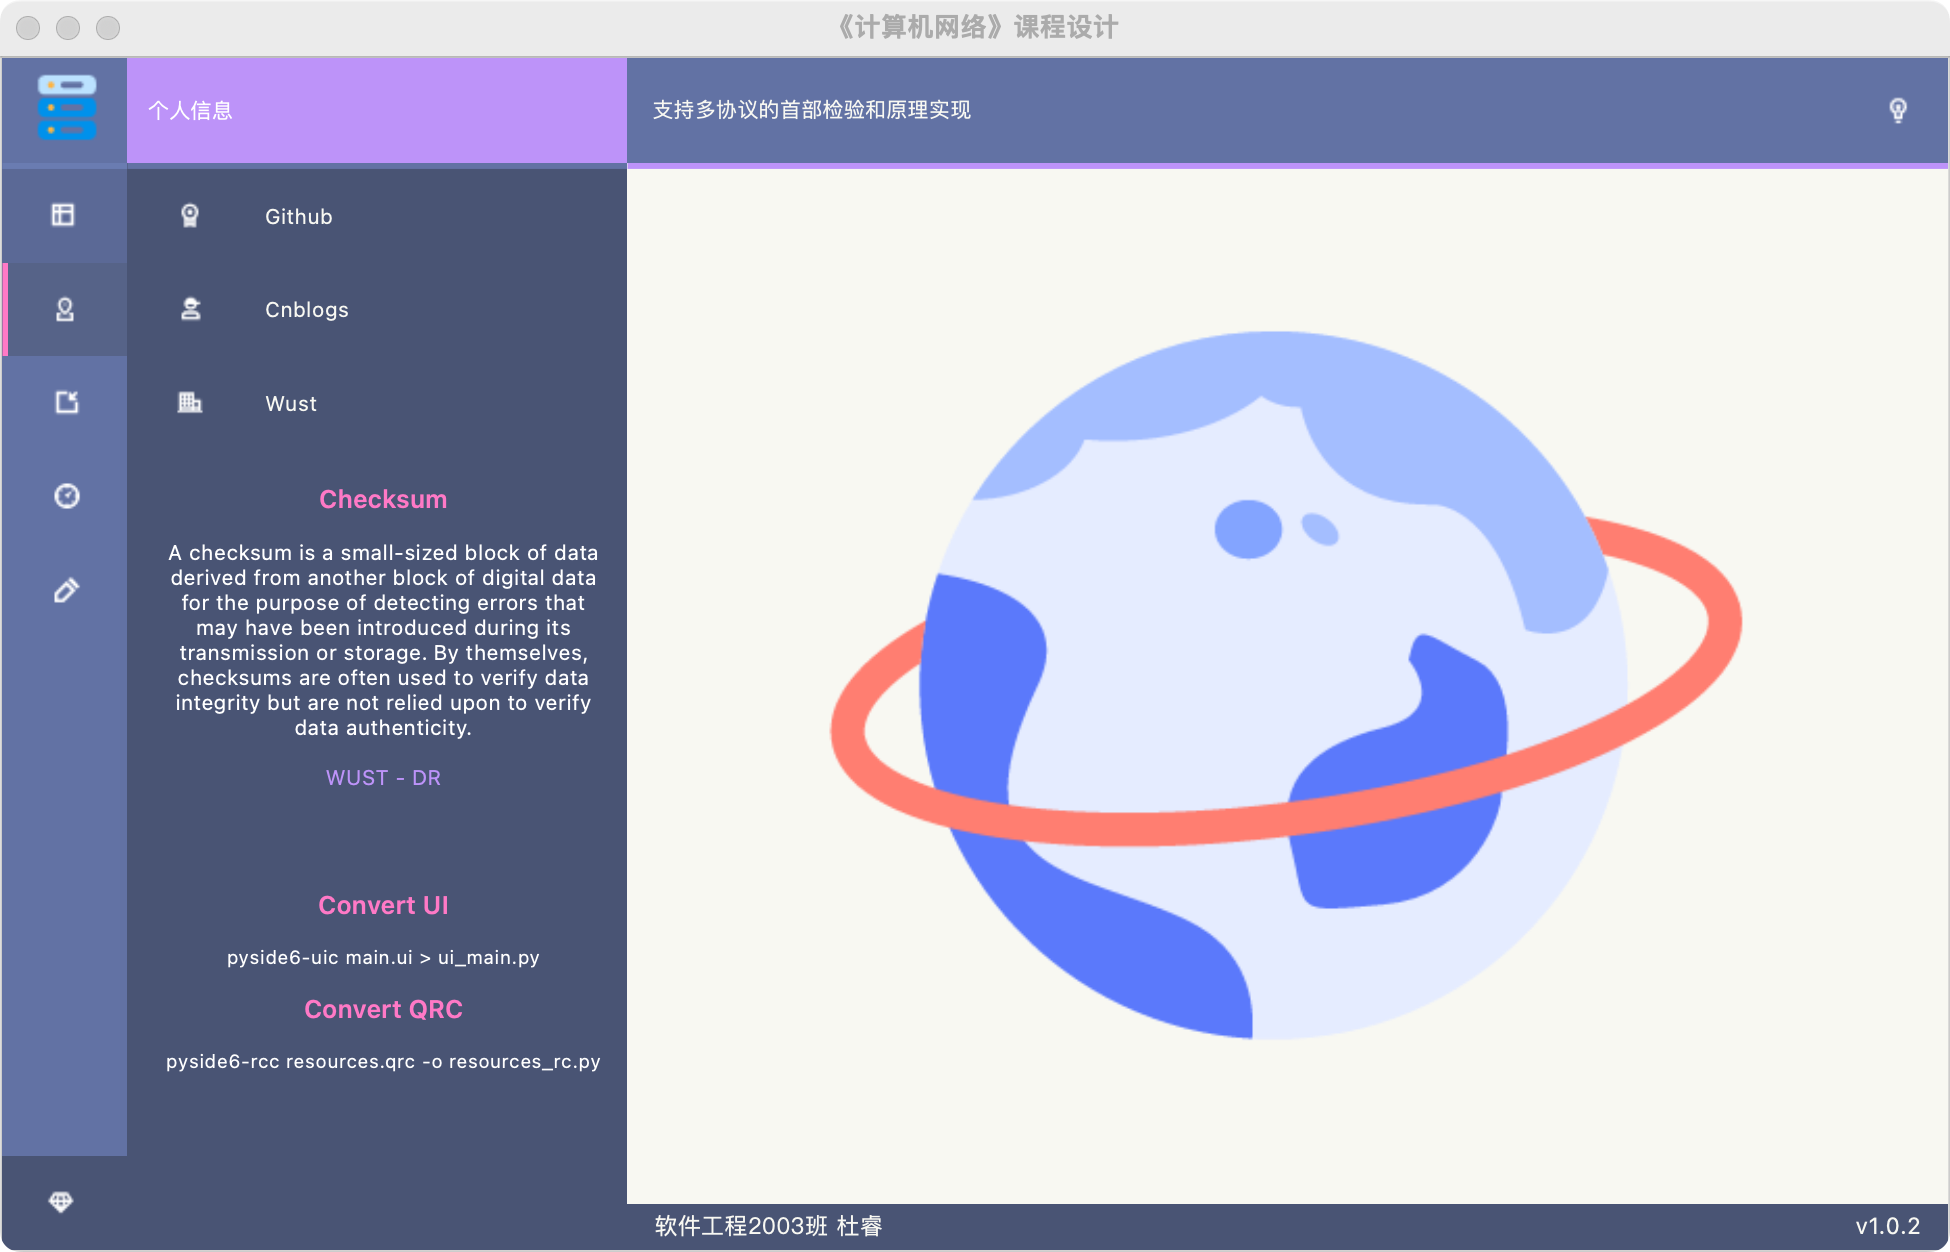 《计算机网络》课程设计
个人信息
支持多协议的首部检验和原理实现
Github
Cnblogs
Wust
Checksum
A checksum is a small-sized block of data
derived from another block of digital data
for the purpose of detecting errors that
may have been introduced during its
transmission or storage. By themselves,
checksums are often used to verify data
integrity but are not relied upon to verify
data authenticity.
WUST - DR
Convert UI
pyside6-uic main.ui > ui_main.py
Convert QRC
pyside6-rcc resources.qrc -o resources_rc.py
软件工程2003班 杜睿
v1.0.2